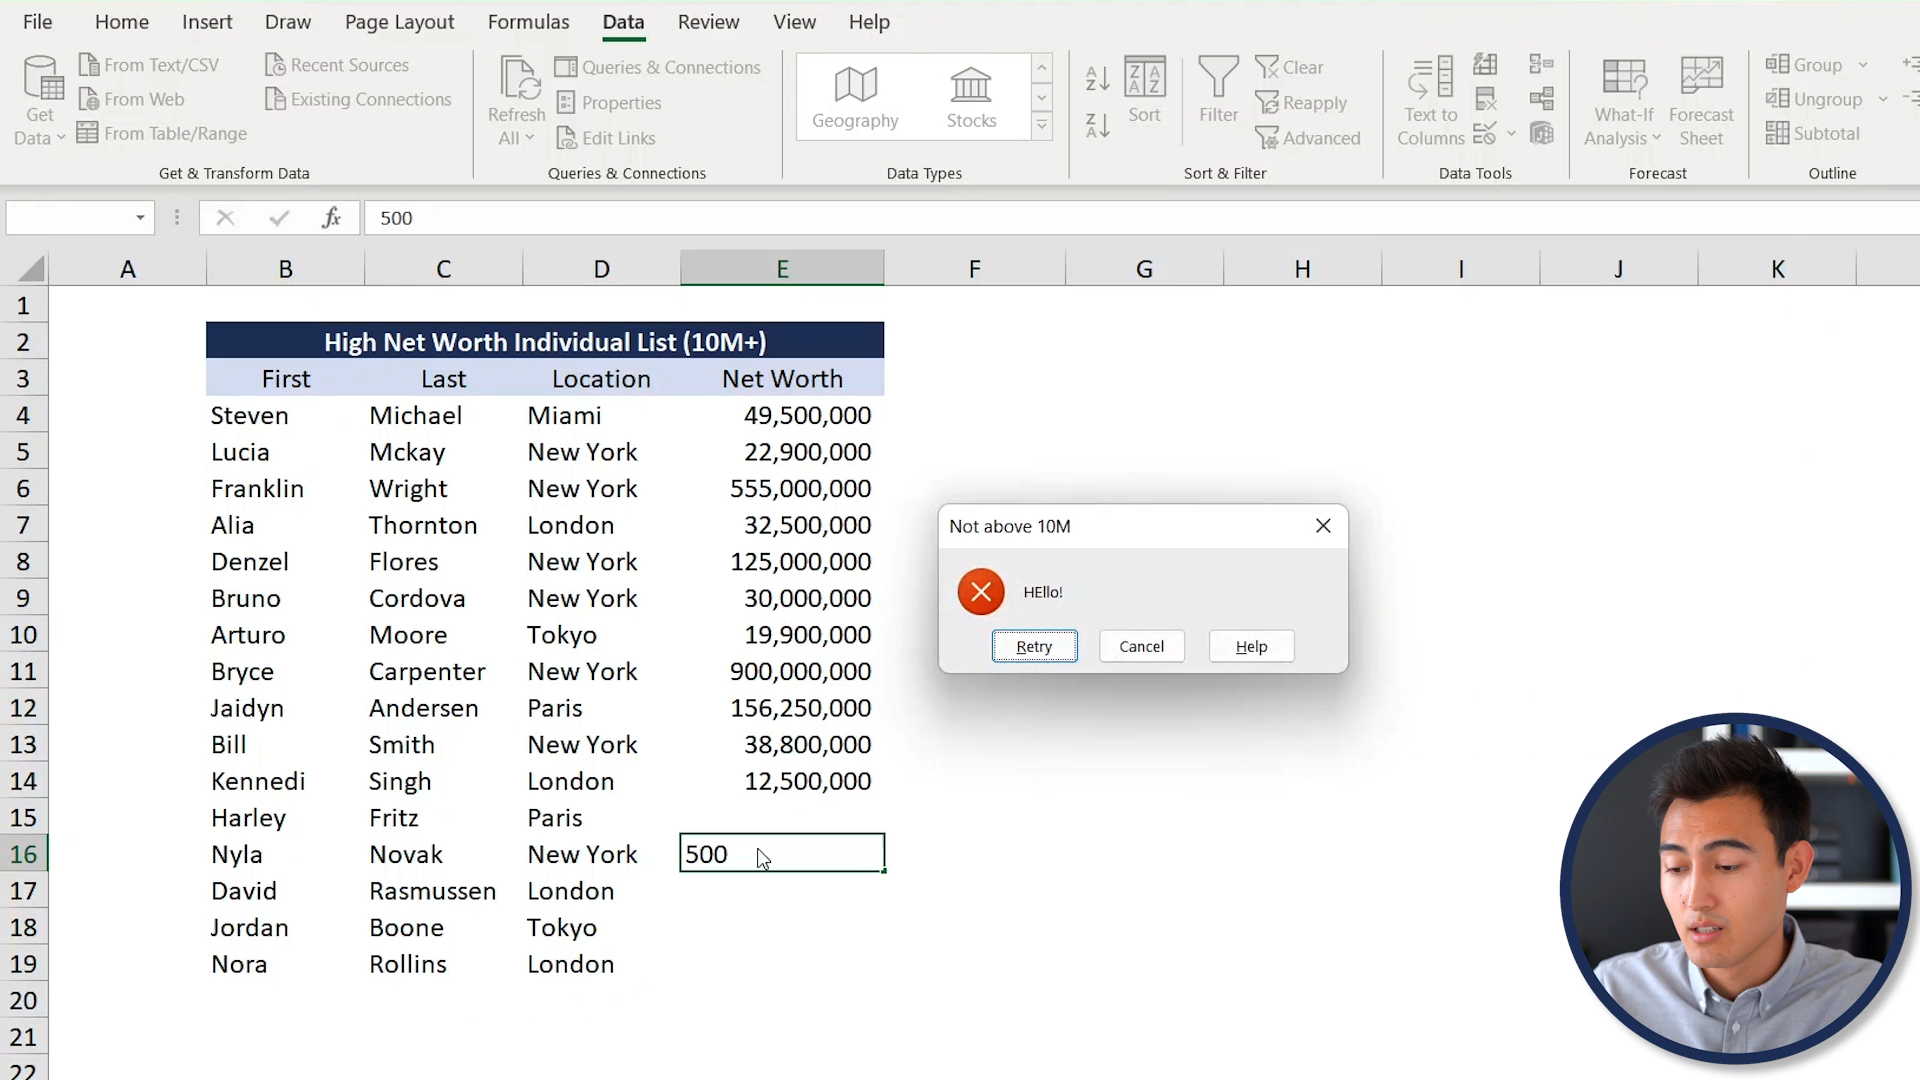 File Home Insert Draw Page Layout Formulas Data Review View Help
Get Data
From Text/CSV
From Web
From Table/Range
Recent Sources
Existing Connections
Get & Transform Data
Refresh All
Queries & Connections
Properties
Edit Links
Queries & Connections
Geography
Stocks
Data Types
Sort
Filter
Clear
Reapply
Advanced
Sort & Filter
Text to Columns
Data Tools
What-If Analysis
Forecast Sheet
Forecast
Group
Ungroup
Subtotal
Outline
fx 500
A B C D E F G H I J K
1
2 High Net Worth Individual List (10M+)
3 First Last Location Net Worth
4 Steven Michael Miami 49,500,000
5 Lucia Mckay New York 22,900,000
6 Franklin Wright New York 555,000,000
7 Alia Thornton London 32,500,000
8 Denzel Flores New York 125,000,000
9 Bruno Cordova New York 30,000,000
10 Arturo Moore Tokyo 19,900,000
11 Bryce Carpenter New York 900,000,000
12 Jaidyn Andersen Paris 156,250,000
13 Bill Smith New York 38,800,000
14 Kennedi Singh London 12,500,000
15 Harley Fritz Paris
16 Nyla Novak New York 500
17 David Rasmussen London
18 Jordan Boone Tokyo
19 Nora Rollins London
20
21
22
Not above 10M
HEllo!
Retry Cancel Help